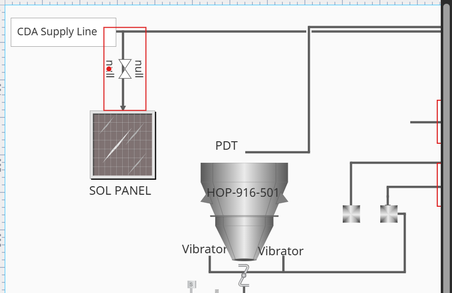 CDA Supply Line
null
null
SOL PANEL
PDT
HOP-916-501
Vibrator
Vibrator